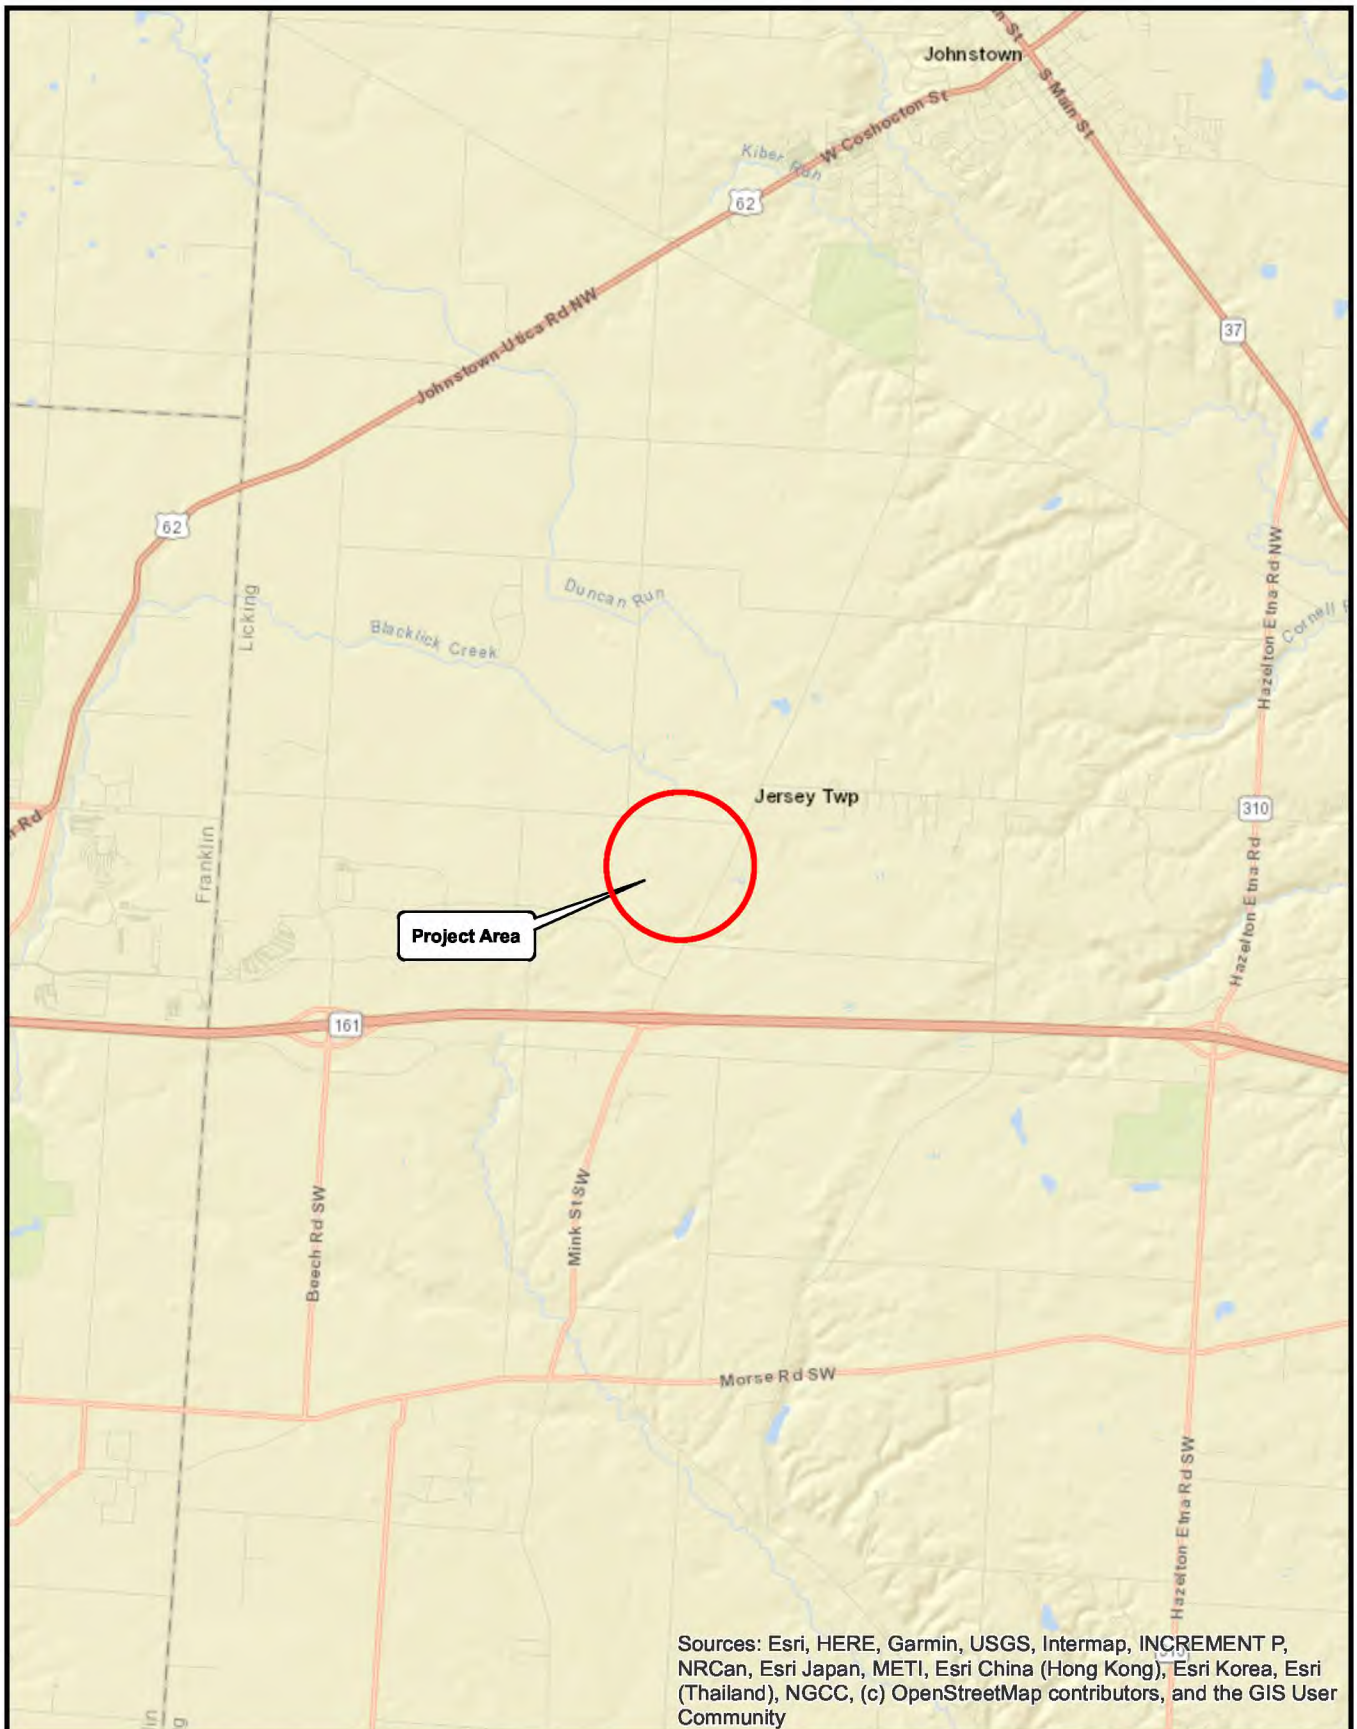 Johnstown
S Main St
W Coshocton St
Kiber Run
62
Johnstown-Utica Rd NW
37
62
Licking
Duncan Run
Blacklick Creek
Hazelton Etna Rd NW
Jersey Twp
310
Rd
Franklin
Hazelton Etna Rd
Project Area
161
Beech Rd SW
Mink St SW
Morse Rd SW
Hazelton Etna Rd SW
Sources: Esri, HERE, Garmin, USGS, Intermap, INCREMENT P,
NRCan, Esri Japan, METI, Esri China (Hong Kong), Esri Korea, Esri
(Thailand), NGCC, (c) OpenStreetMap contributors, and the GIS User
Community